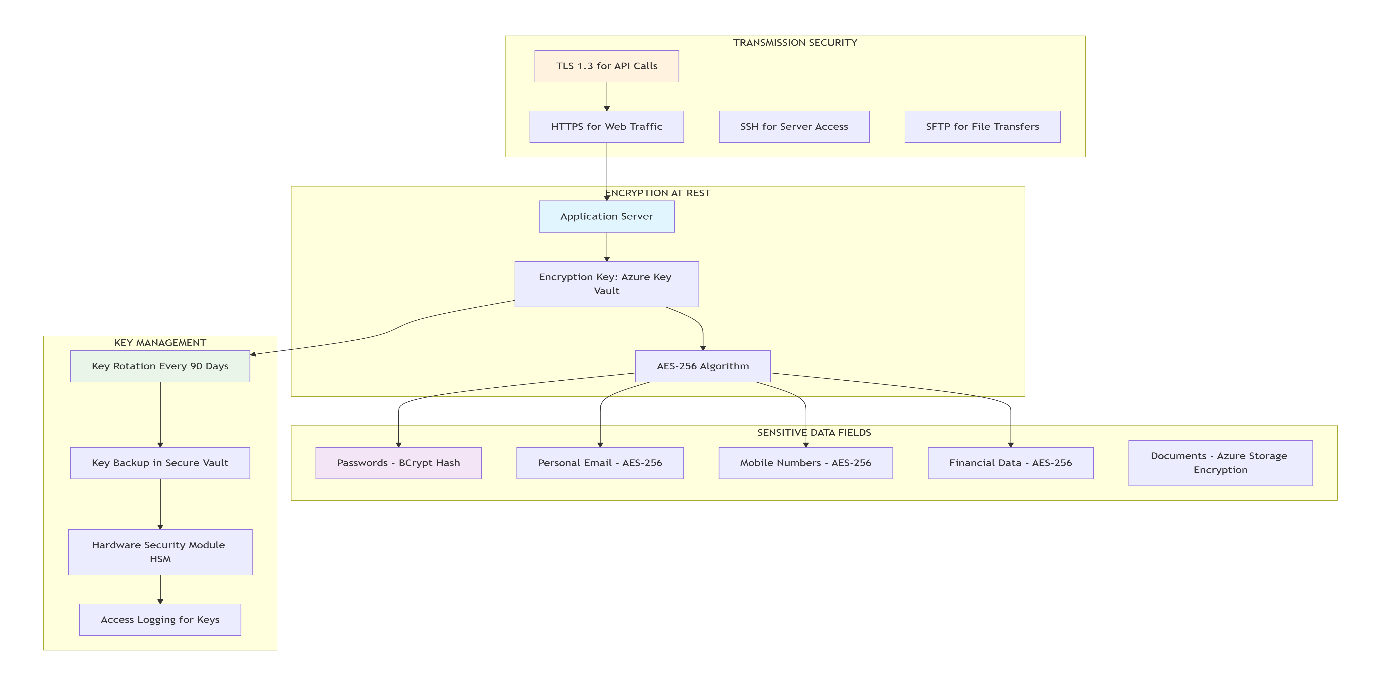 TRANSMISSION SECURITY
TLS 1.3 for API Calls
HTTPS for Web Traffic
SSH for Server Access
SFTP for File Transfers
ENCRYPTION AT REST
Application Server
Encryption Key: Azure Key
Vault
KEY MANAGEMENT
Key Rotation Every 90 Days
AES-256 Algorithm
SENSITIVE DATA FIELDS
Key Backup in Secure Vault
Passwords - BCrypt Hash
Personal Email - AES-256
Mobile Numbers - AES-256
Financial Data - AES-256
Documents - Azure Storage
Encryption
Hardware Security Module
HSM
Access Logging for Keys